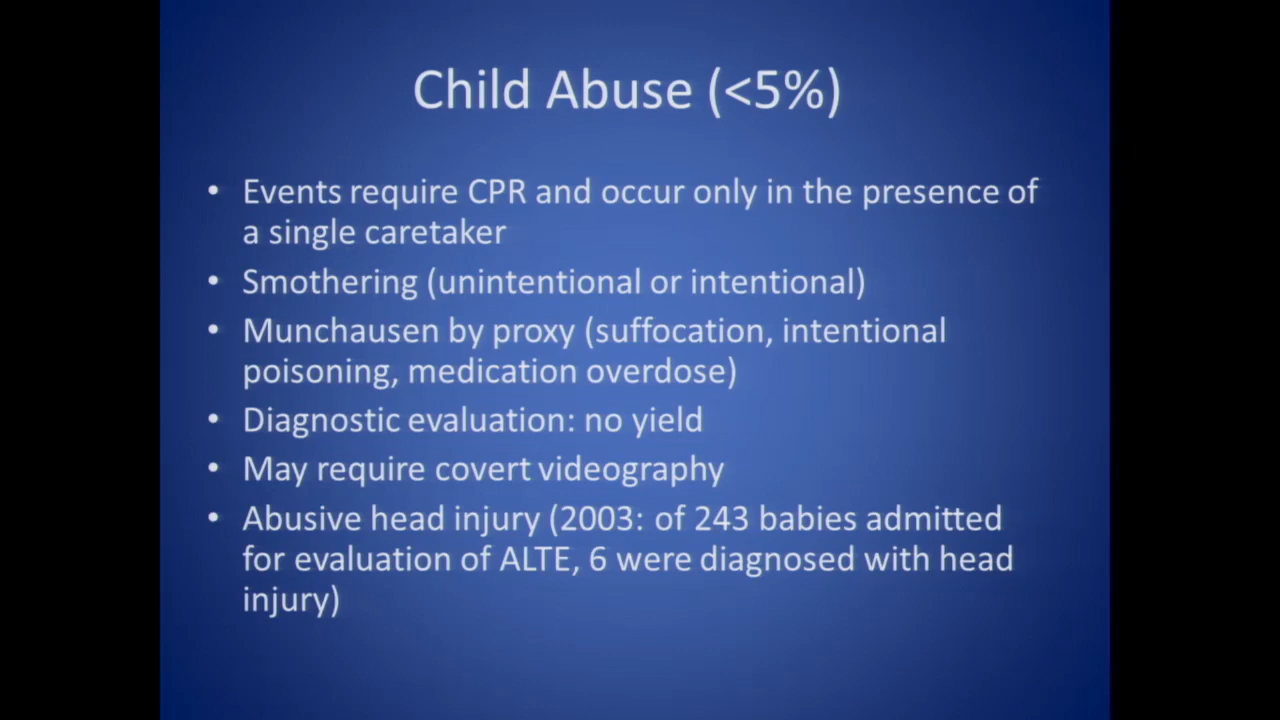 Child Abuse (<5%)
• Events require CPR and occur only in the presence of
a single caretaker
• Smothering (unintentional or intentional)
• Munchausen by proxy (suffocation, intentional
poisoning, medication overdose)
• Diagnostic evaluation: no yield
• May require covert videography
• Abusive head injury (2003: of 243 babies admitted
for evaluation of ALTE, 6 were diagnosed with head
injury)